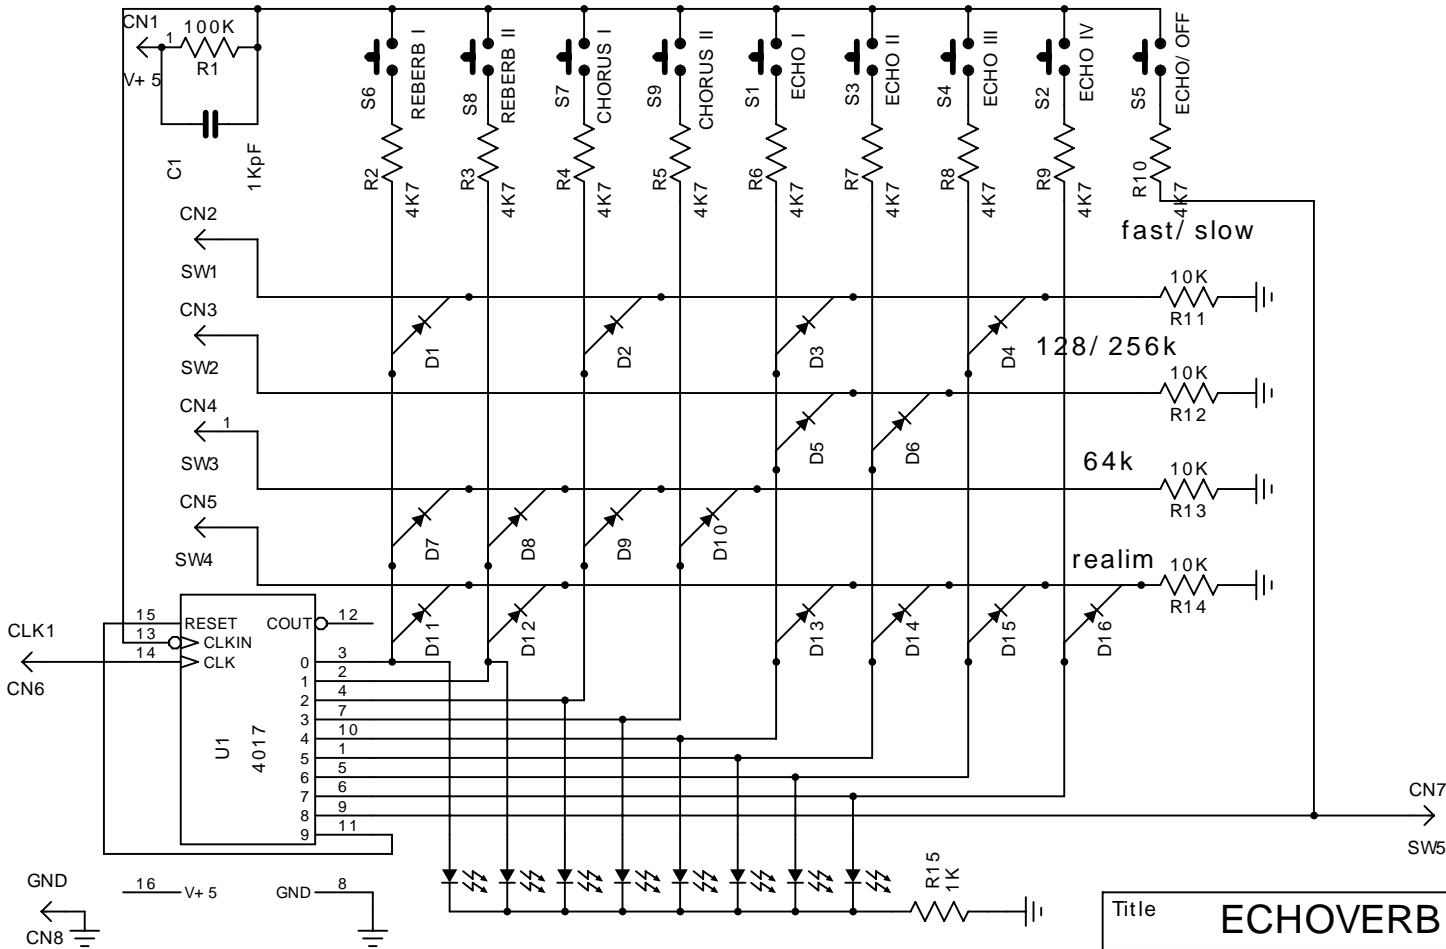 CN1
1
100K
R1
V+ 5
C1
1KpF
S6
REBERB I
S8
REBERB II
S7
CHORUS I
S9
CHORUS II
S1
ECHO I
S3
ECHO II
S4
ECHO III
S2
ECHO IV
S5
ECHO/ OFF
R2
4K7
R3
4K7
R4
4K7
R5
4K7
R6
4K7
R7
4K7
R8
4K7
R9
4K7
R10
4K7
CN2
SW1
fast/ slow
10K
R11
D1
D2
D3
D4
CN3
SW2
128/ 256k
10K
R12
D5
D6
CN4
1
SW3
64k
10K
R13
D7
D8
D9
D10
CN5
SW4
realim
10K
R14
D11
D12
D13
D14
D15
D16
CLK1
CN6
15
RESET
13
CLKIN
14
CLK
COUT
12
0
3
1
2
2
4
3
7
4
10
5
1
6
5
7
6
8
9
9
11
U1
4017
CN7
SW5
GND
CN8
16
V+ 5
GND
8
R15
1K
Title
ECHOVERB